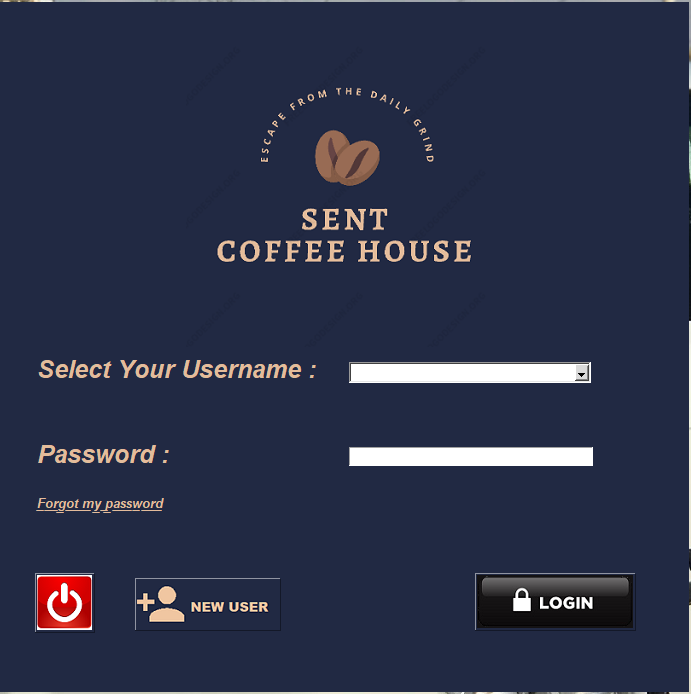 ESCAPE FROM THE DAILY GRIND
SENT
COFFEE HOUSE
Select Your Username :
Password :
Forgot my password
NEW USER
LOGIN